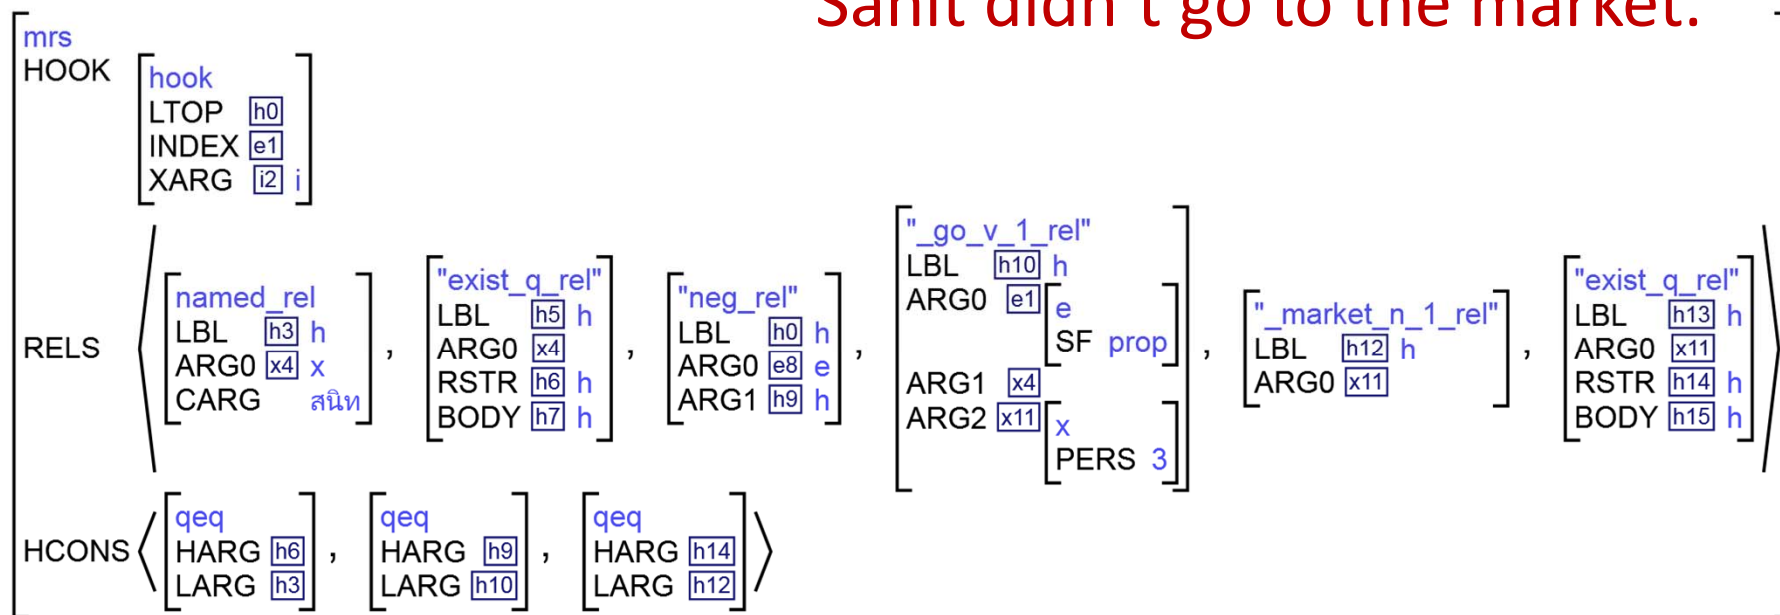 Sanit didn't go to the market.
mrs
HOOK
hook
LTOP h0
INDEX e1
XARG i2 i
RELS
named_rel
LBL h3 h
ARG0 x4 x
CARG สนิท
,
"exist_q_rel"
LBL h5 h
ARG0 x4
RSTR h6 h
BODY h7 h
,
"neg_rel"
LBL h0 h
ARG0 e8 e
ARG1 h9 h
,
"_go_v_1_rel"
LBL h10 h
ARG0 e1 e
SF prop
ARG1 x4
ARG2 x11 x
PERS 3
,
"_market_n_1_rel"
LBL h12 h
ARG0 x11
,
"exist_q_rel"
LBL h13 h
ARG0 x11
RSTR h14 h
BODY h15 h
HCONS
qeq
HARG h6
LARG h3
,
qeq
HARG h9
LARG h10
,
qeq
HARG h14
LARG h12